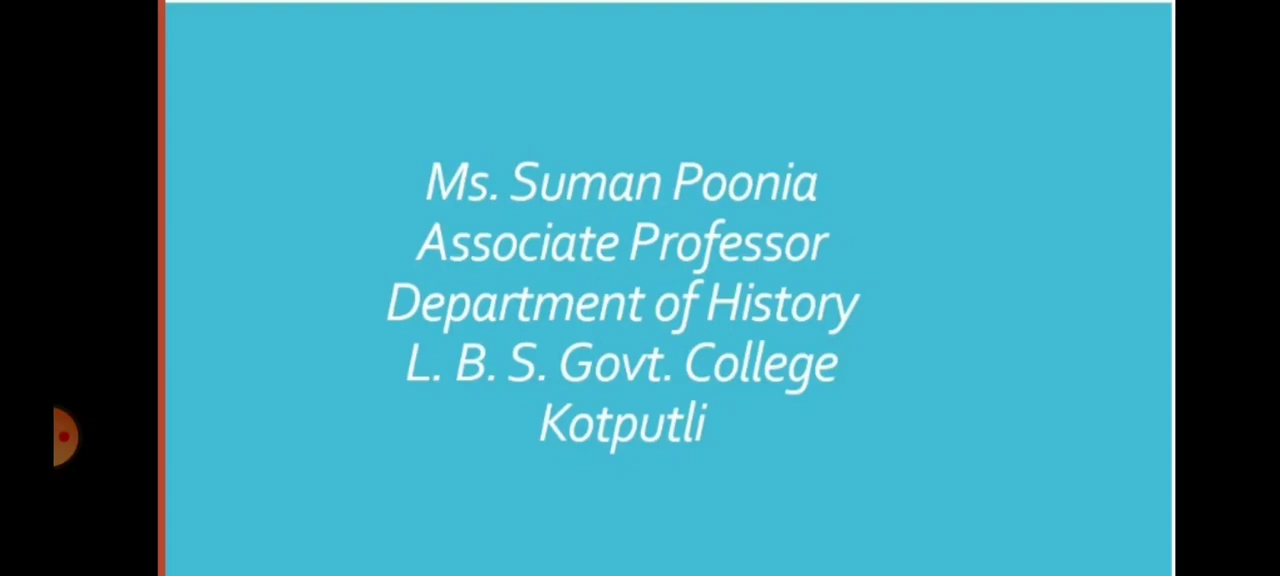 Ms. Suman Poonia
Associate Professor
Department of History
L. B. S. Govt. College
Kotputli